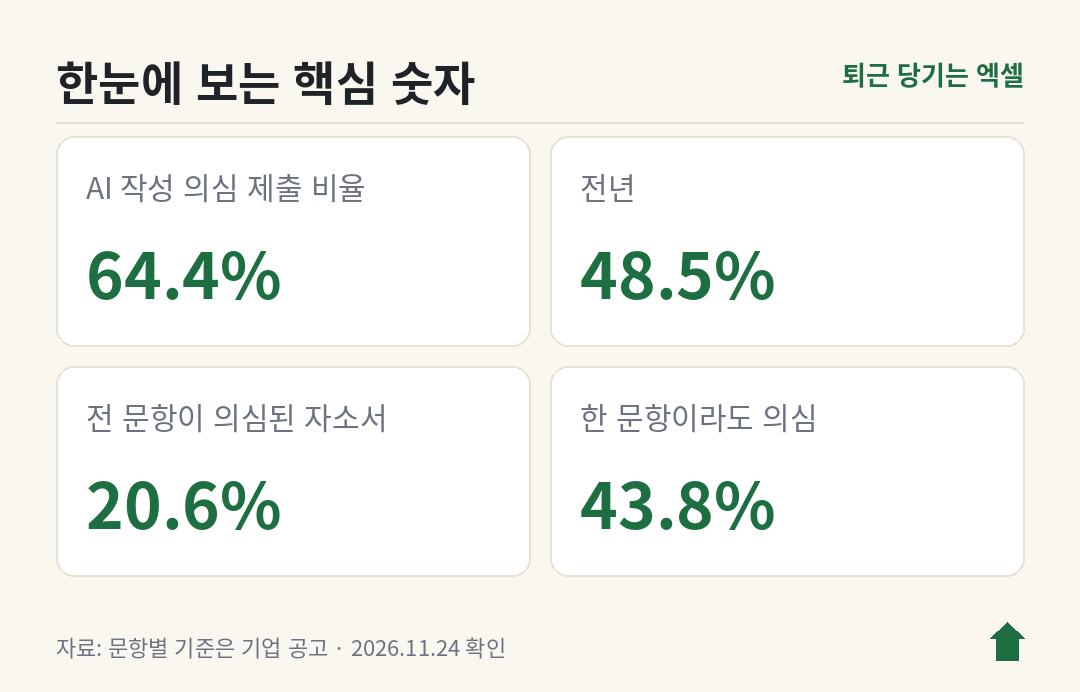 한눈에 보는 핵심 숫자
퇴근 당기는 엑셀
AI 작성 의심 제출 비율
64.4%
전년
48.5%
전 문항이 의심된 자소서
20.6%
한 문항이라도 의심
43.8%
자료: 문항별 기준은 기업 공고 · 2026.11.24 확인